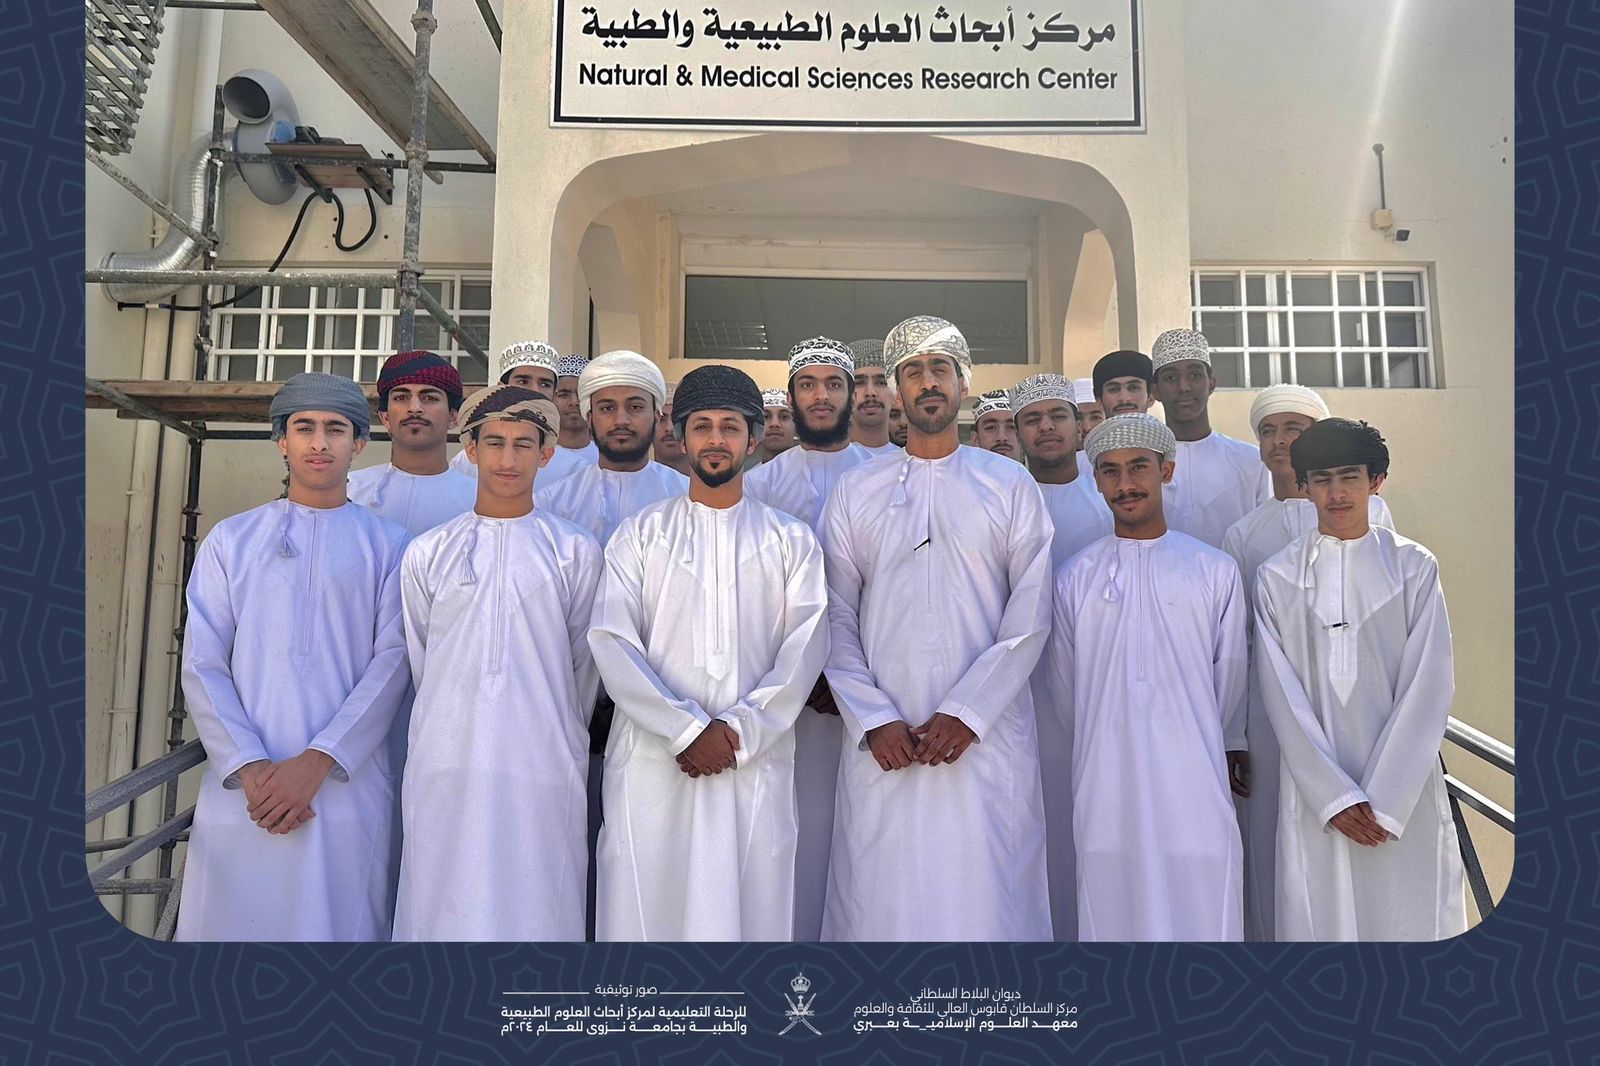 مركز أبحاث العلوم الطبيعية والطبية
Natural & Medical Sciences Research Center
ديوان البلاط السلطاني
مركز السلطان قابوس العالي للثقافة والعلوم
معهد العلوم الإسلامية بعبري
صور توثيقية
للرحلة التعليمية لمركز أبحاث العلوم الطبيعية
والطبية بجامعة نزوى للعام ٢٠٢٤م